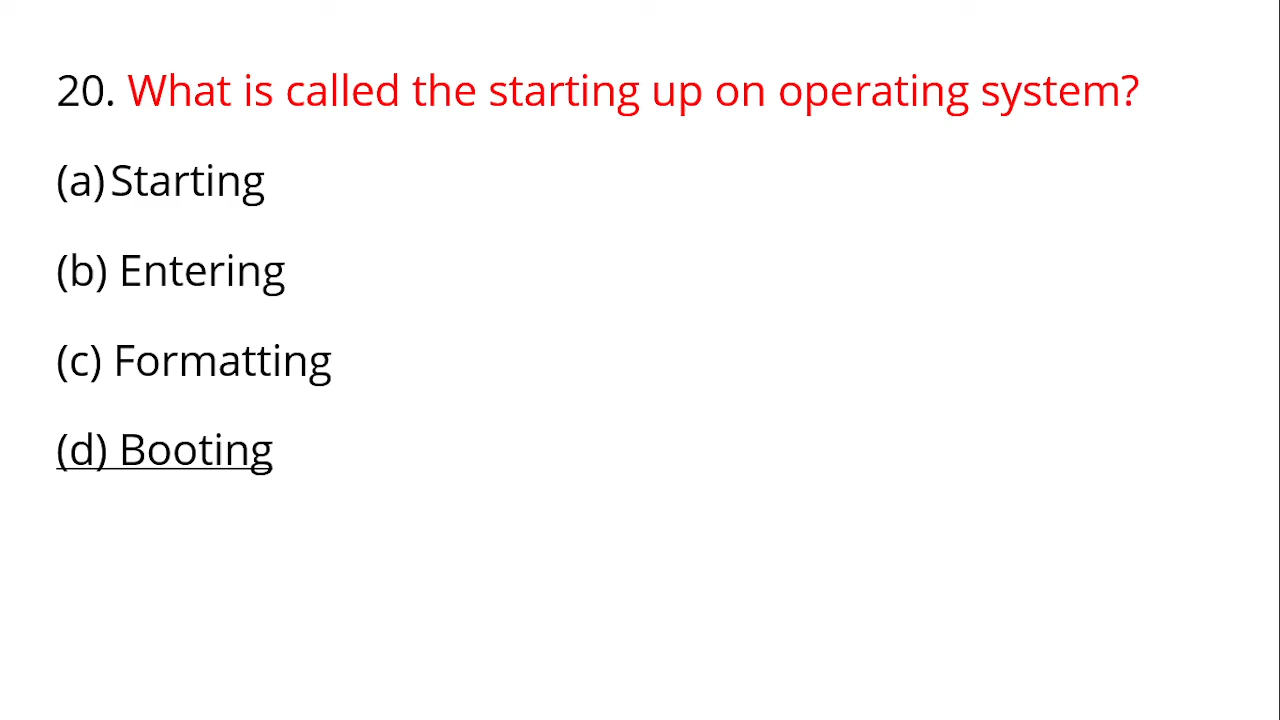 20. What is called the starting up on operating system?
(a) Starting
(b) Entering
(c) Formatting
(d) Booting